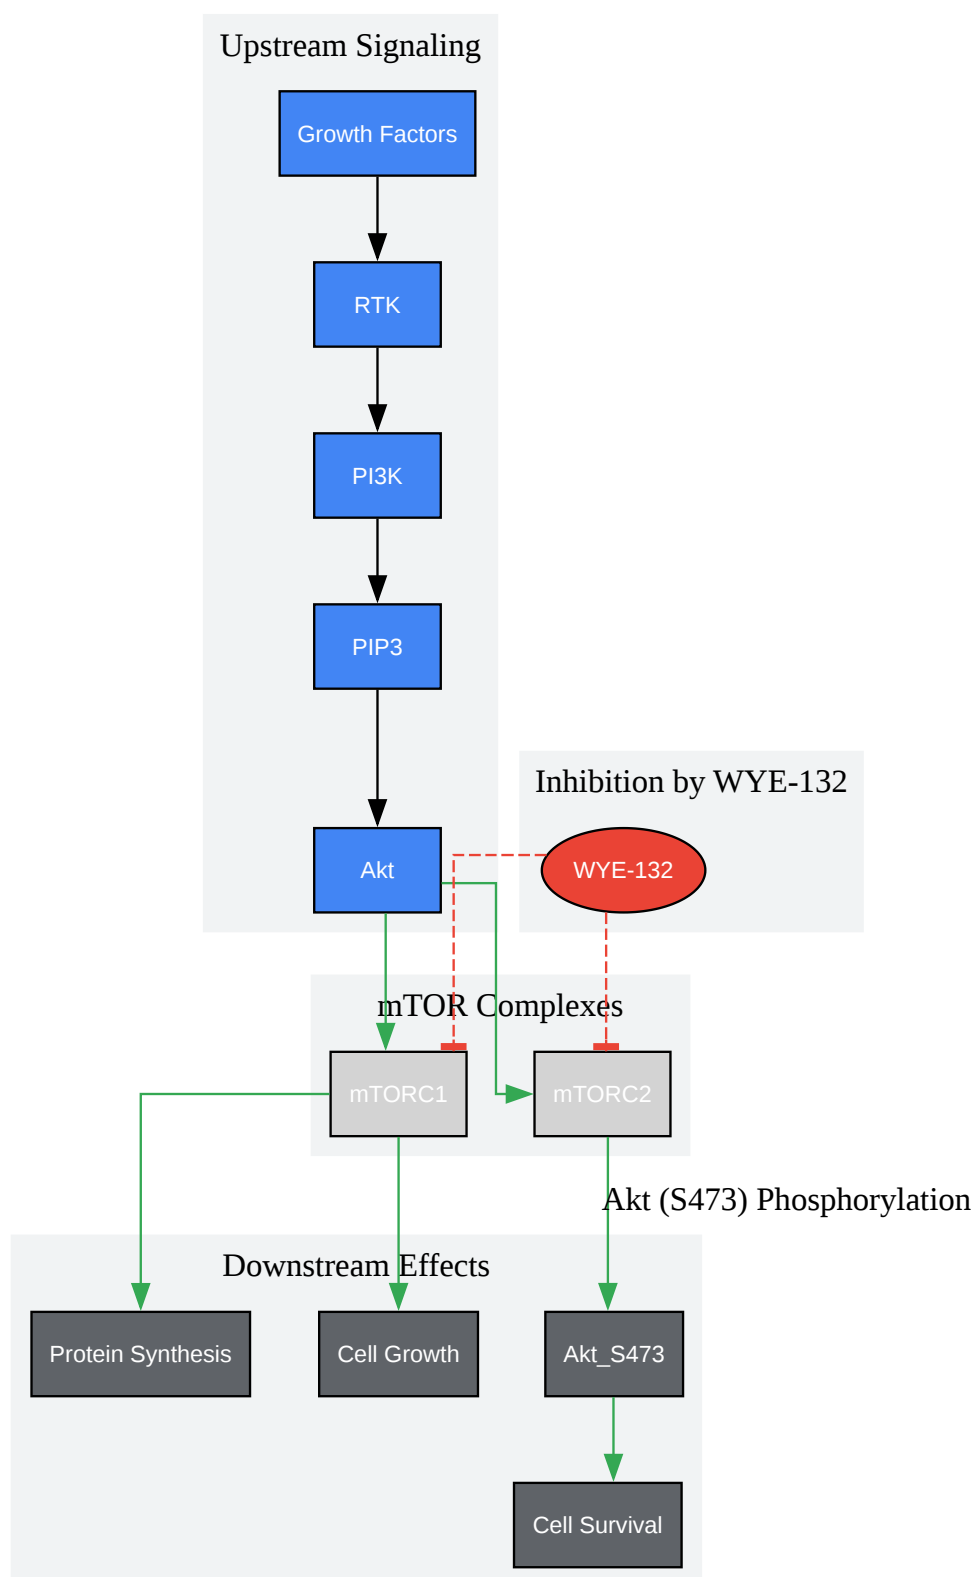 Upstream Signaling
Growth Factors
RTK
PI3K
PIP3
Inhibition by WYE-132
Akt
WYE-132
mTOR Complexes
mTORC1
mTORC2
Akt (S473) Phosphorylation
Downstream Effects
Protein Synthesis
Cell Growth
Akt_S473
Cell Survival